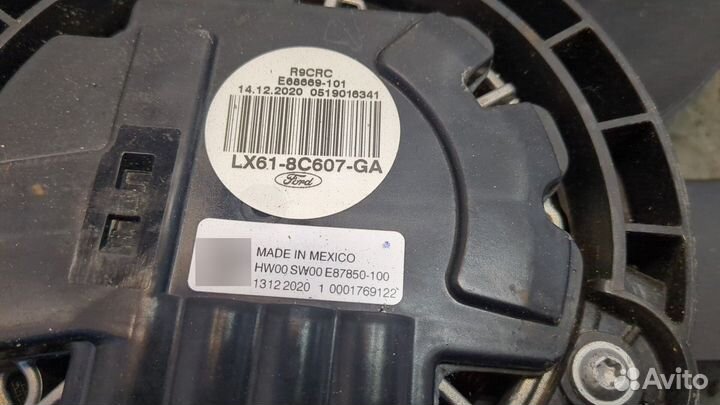 R9CRC
E68669-101
14.12.2020 0519016341
LX61-8C607-GA
Ford
MADE IN MEXICO
HW00 SW00 E87850-100
13122020 1 0001769122
Avito